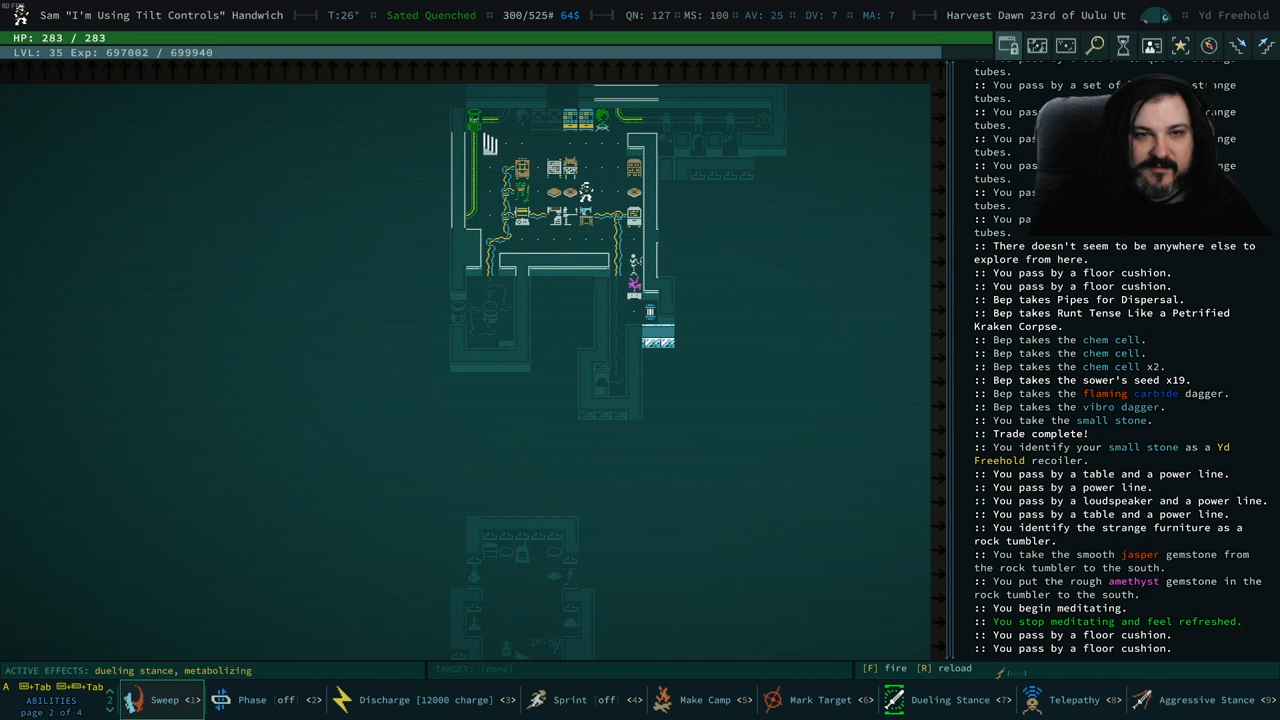 60 FPS
Sam "I'm Using Tilt Controls" Handwich T:26° :: Sated Quenched :: 300/525# 64$ QN: 127 :: MS: 100 :: AV: 25 :: DV: 7 :: MA: 7 Harvest Dawn 23rd of Uulu Ut :: Yd Freehold
HP: 283 / 283
LVL: 35 Exp: 697002 / 699940
tubes.
tubes.
tubes.
tubes.
tubes.
:: There doesn't seem to be anywhere else to
explore from here.
:: You pass by a floor cushion.
:: You pass by a floor cushion.
:: Bep takes Pipes for Dispersal.
:: Bep takes Runt Tense Like a Petrified
Kraken Corpse.
:: Bep takes the chem cell.
:: Bep takes the chem cell.
:: Bep takes the chem cell x2.
:: Bep takes the sower's seed x19.
:: Bep takes the flaming carbide dagger.
:: Bep takes the vibro dagger.
:: You take the small stone.
:: Trade complete!
:: You identify your small stone as a Yd
Freehold recoiler.
:: You pass by a table and a power line.
:: You pass by a power line.
:: You pass by a loudspeaker and a power line.
:: You pass by a table and a power line.
:: You identify the strange furniture as a
rock tumbler.
:: You take the smooth jasper gemstone from
the rock tumbler to the south.
:: You put the rough amethyst gemstone in the
rock tumbler to the south.
:: You begin meditating.
:: You stop meditating and feel refreshed.
:: You pass by a floor cushion.
:: You pass by a floor cushion.
ACTIVE EFFECTS: dueling stance, metabolizing
TARGET: [none]
[F] fire [R] reload
ABILITIES
page 2 of 4
Sweep <1> Phase [off] <2> Discharge [12000 charge] <3> Sprint [off] <4> Make Camp <5> Mark Target <6> Dueling Stance <7> Telepathy <8> Aggressive Stance <9>